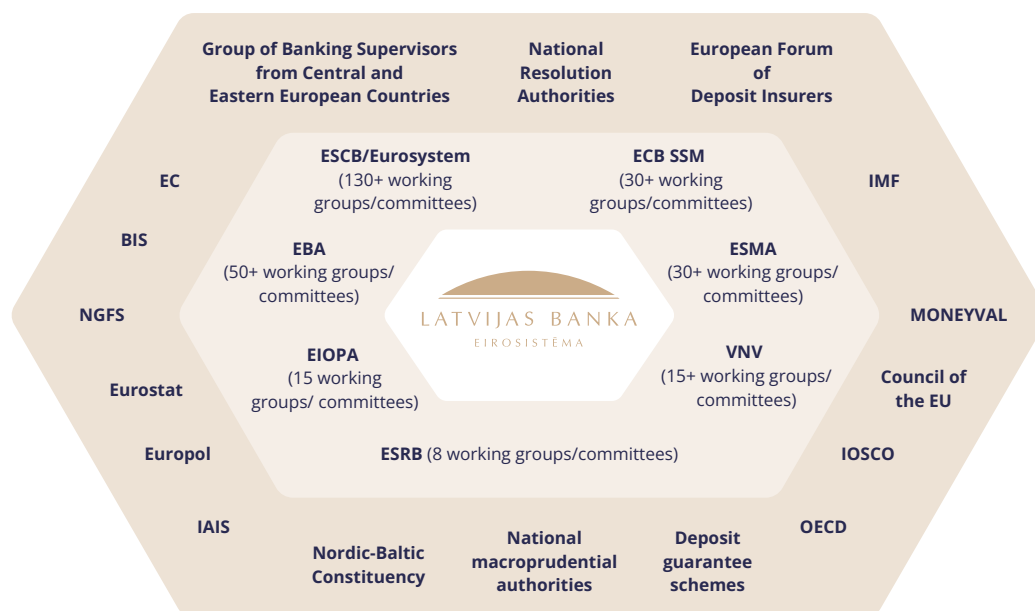 Group of Banking Supervisors
from Central and
Eastern European Countries
National
Resolution
Authorities
European Forum
of
Deposit Insurers
ESCB/Eurosystem
(130+ working
groups/committees)
ECB SSM
(30+ working
groups/committees)
EC
IMF
BIS
EBA
(50+ working groups/
committees)
ESMA
(30+ working groups/
committees)
NGFS
LATVIJAS BANKA
EIROSISTĒMA
MONEYVAL
EIOPA
(15 working
groups/ committees)
VNV
(15+ working groups/
committees)
Eurostat
Council of
the EU
Europol
ESRB (8 working groups/committees)
IOSCO
IAIS
OECD
Nordic-Baltic
Constituency
National
macroprudential
authorities
Deposit
guarantee
schemes